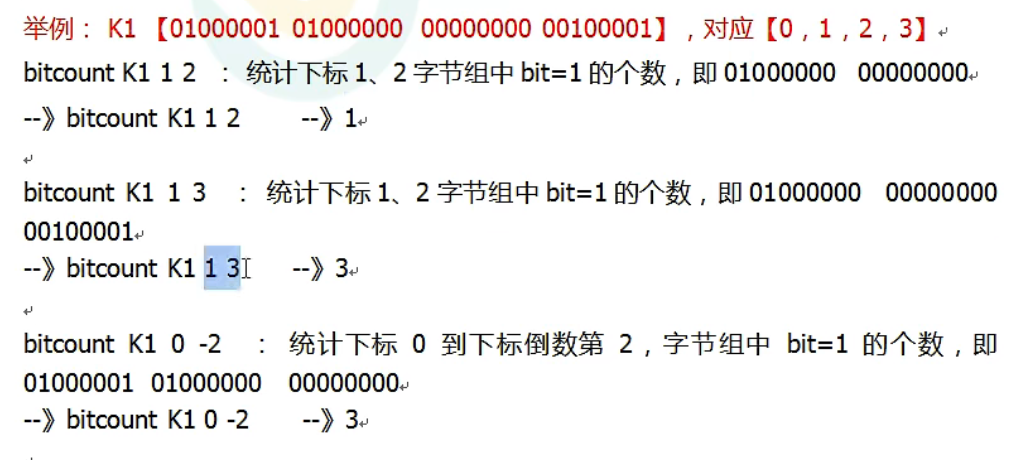 举例： K1 【01000001 01000000 00000000 00100001】，对应【0，1，2，3】
bitcount K1 1 2 ： 统计下标 1、2 字节组中 bit=1 的个数，即 01000000 00000000
--》bitcount K1 1 2 --》1
bitcount K1 1 3 ： 统计下标 1、2 字节组中 bit=1 的个数，即 01000000 00000000
00100001
--》bitcount K1 1 3 --》3
bitcount K1 0 -2 ： 统计下标 0 到下标倒数第 2，字节组中 bit=1 的个数，即
01000001 01000000 00000000
--》bitcount K1 0 -2 --》3